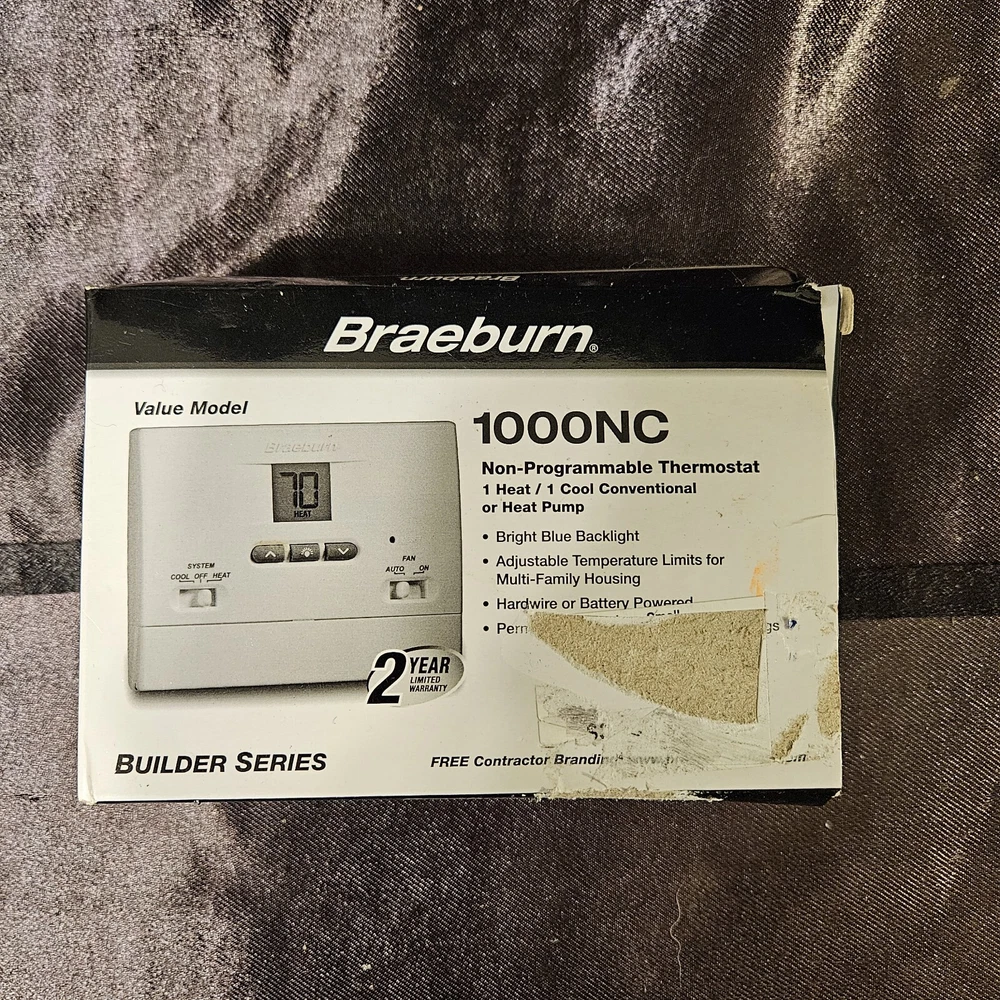 Braeburn
Braeburn®
Value Model
1000NC
Non-Programmable Thermostat
1 Heat / 1 Cool Conventional
or Heat Pump
• Bright Blue Backlight
• Adjustable Temperature Limits for
Multi-Family Housing
• Hardwire or Battery Powered
Small
•
Braeburn
70
HEAT
SYSTEM
COOL OFF HEAT
FAN
AUTO ON
2 YEAR
LIMITED
WARRANTY
BUILDER SERIES
FREE Contractor Branding*